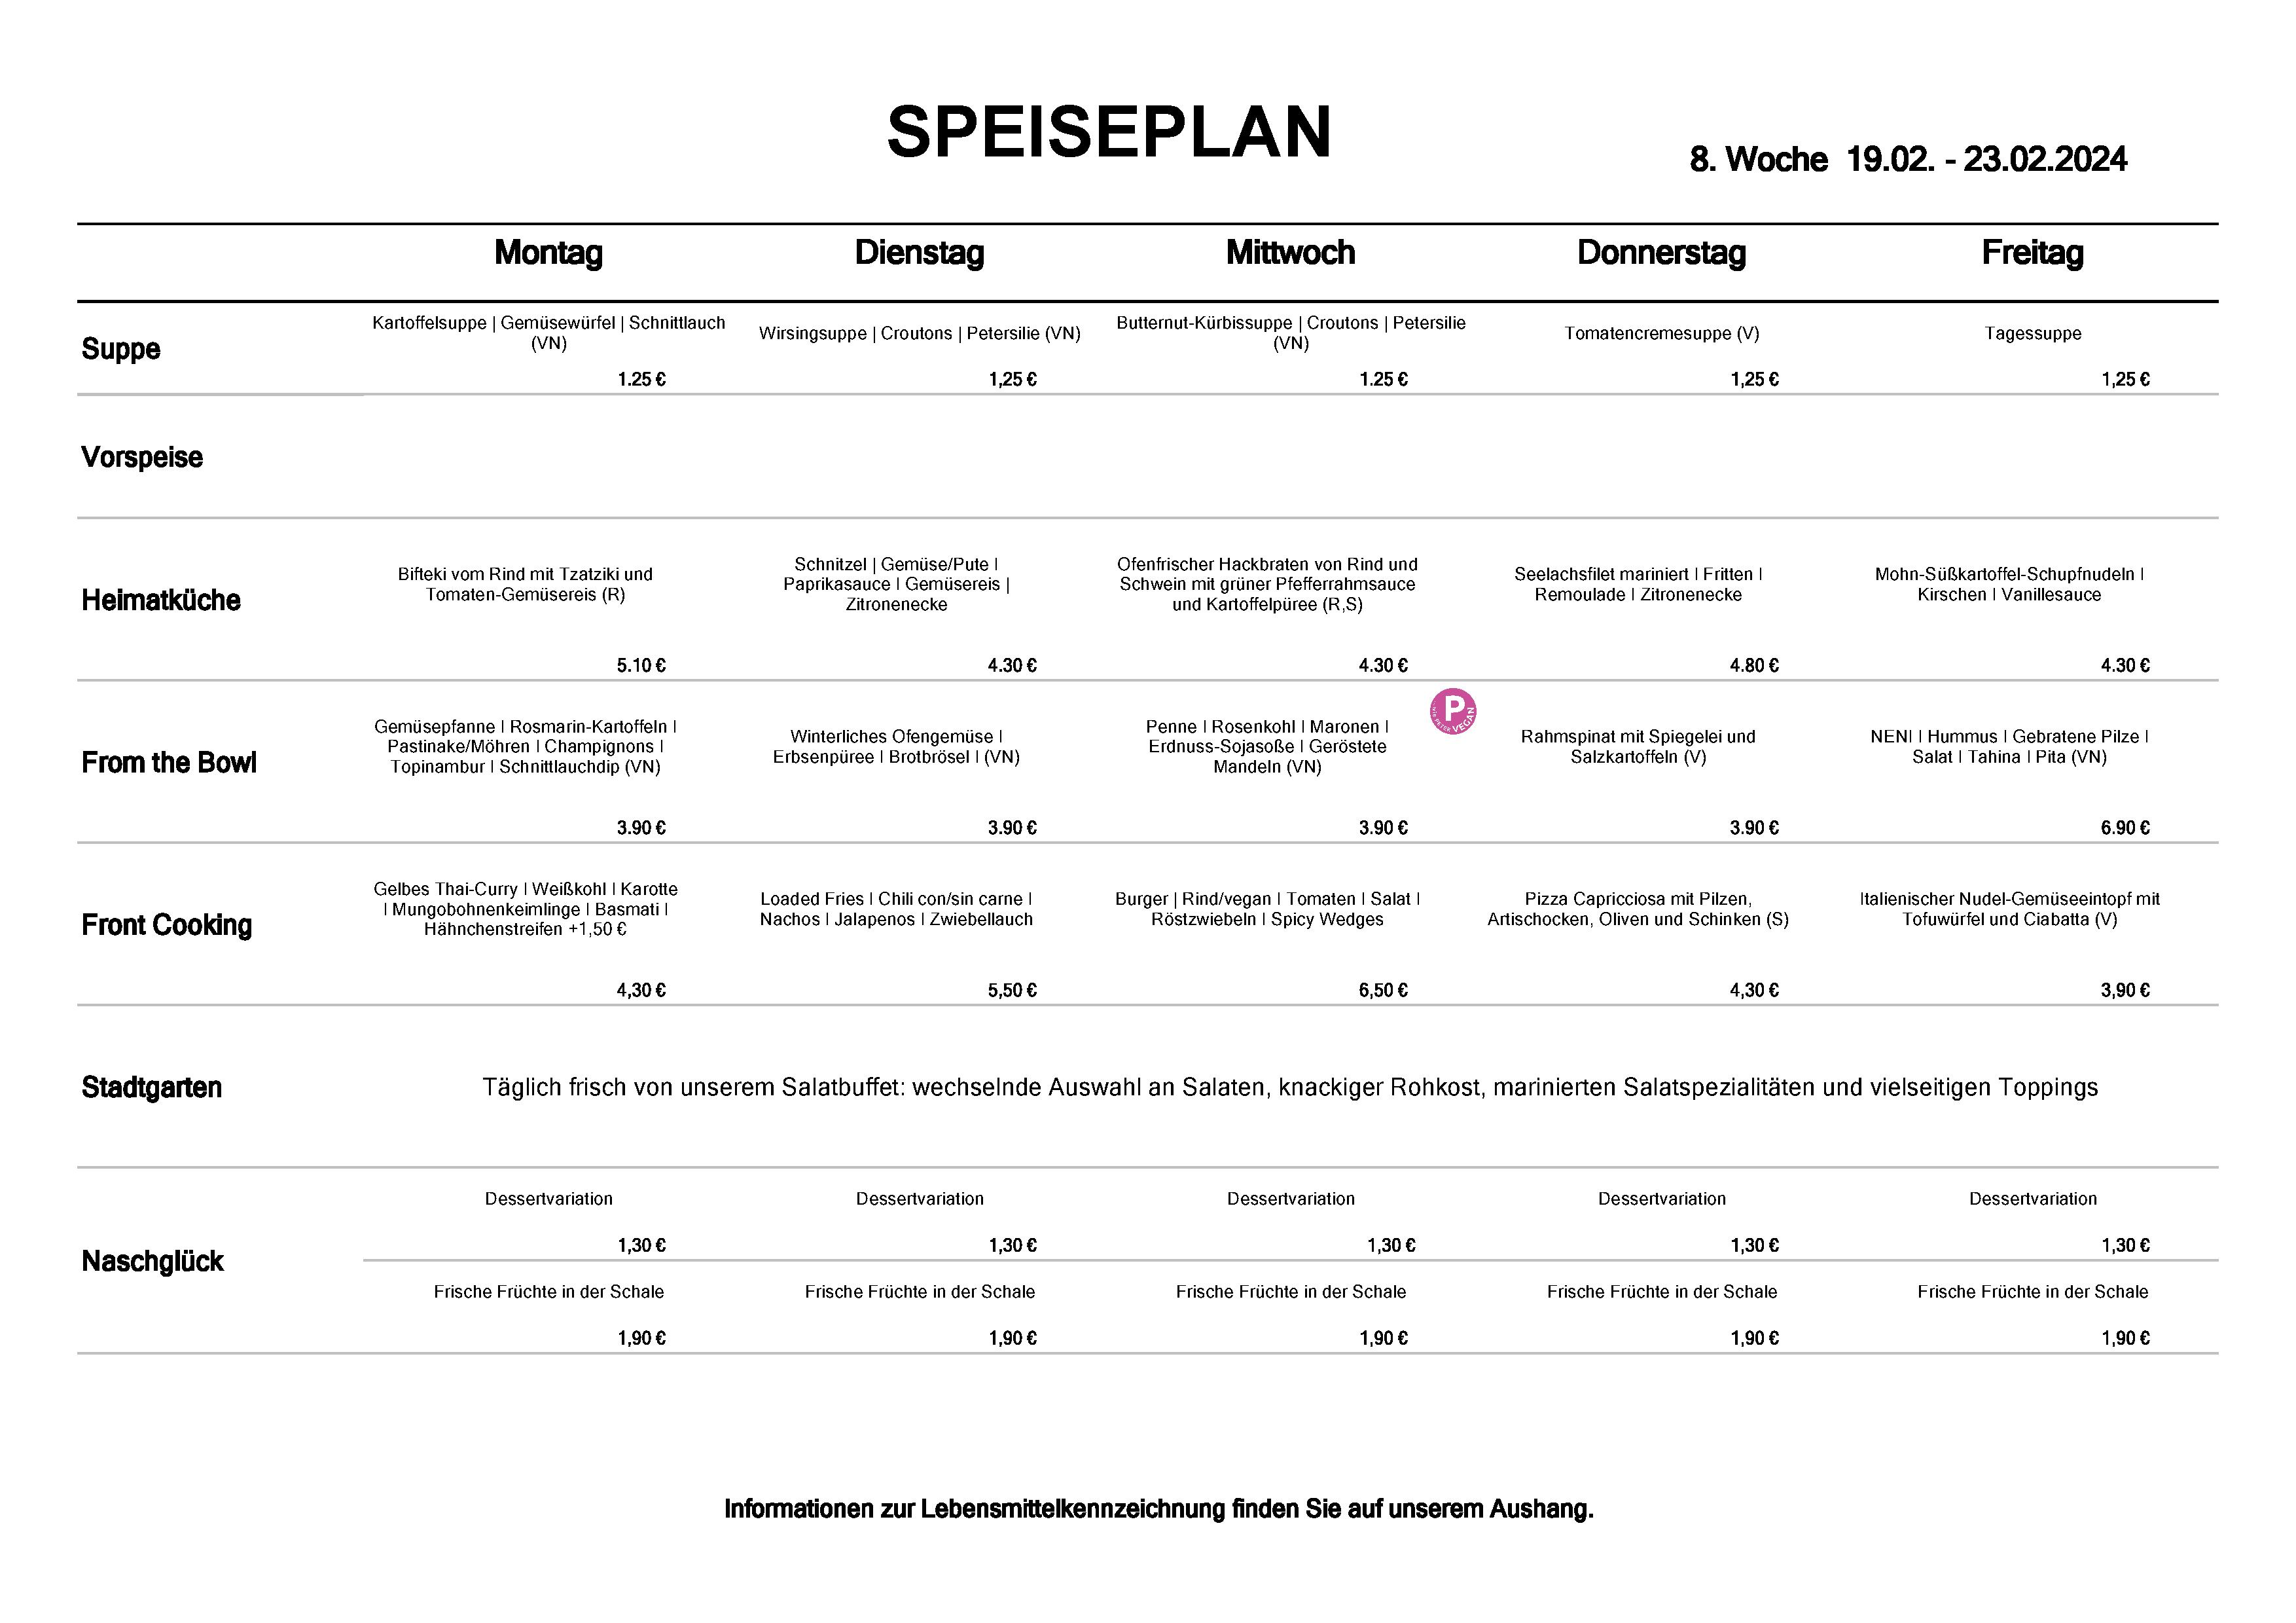 SPEISEPLAN
8. Woche  19.02. - 23.02.2024
Montag Dienstag Mittwoch Donnerstag Freitag
Suppe
Kartoffelsuppe | Gemüsewürfel | Schnittlauch
(VN)
1.25 €
Wirsingsuppe | Croutons | Petersilie (VN)
1,25 €
Butternut-Kürbissuppe | Croutons | Petersilie
(VN)
1.25 €
Tomatencremesuppe (V)
1,25 €
Tagessuppe
1,25 €
Vorspeise
Heimatküche
Bifteki vom Rind mit Tzatziki und
Tomaten-Gemüsereis (R)
5.10 €
Schnitzel | Gemüse/Pute I
Paprikasauce I Gemüsereis |
Zitronenecke
4.30 €
Ofenfrischer Hackbraten von Rind und
Schwein mit grüner Pfefferrahmsauce
und Kartoffelpüree (R,S)
4.30 €
Seelachsfilet mariniert I Fritten I
Remoulade I Zitronenecke
4.80 €
Mohn-Süßkartoffel-Schupfnudeln I
Kirschen I Vanillesauce
4.30 €
From the Bowl
Gemüsepfanne I Rosmarin-Kartoffeln I
Pastinake/Möhren I Champignons I
Topinambur I Schnittlauchdip (VN)
3.90 €
Winterliches Ofengemüse I
Erbsenpüree I Brotbrösel I (VN)
3.90 €
Penne I Rosenkohl I Maronen I
Erdnuss-Sojasoße I Geröstete
Mandeln (VN)
3.90 €
P
WIR PETER VEGAN
Rahmspinat mit Spiegelei und
Salzkartoffeln (V)
3.90 €
NENI I Hummus I Gebratene Pilze I
Salat I Tahina I Pita (VN)
6.90 €
Front Cooking
Gelbes Thai-Curry I Weißkohl I Karotte
I Mungobohnenkeimlinge I Basmati I
Hähnchenstreifen +1,50 €
4,30 €
Loaded Fries I Chili con/sin carne I
Nachos I Jalapenos I Zwiebellauch
5,50 €
Burger | Rind/vegan I Tomaten I Salat I
Röstzwiebeln I Spicy Wedges
6,50 €
Pizza Capricciosa mit Pilzen,
Artischocken, Oliven und Schinken (S)
4,30 €
Italienischer Nudel-Gemüseeintopf mit
Tofuwürfel und Ciabatta (V)
3,90 €
Stadtgarten
Täglich frisch von unserem Salatbuffet: wechselnde Auswahl an Salaten, knackiger Rohkost, marinierten Salatspezialitäten und vielseitigen Toppings
Naschglück
Dessertvariation Dessertvariation Dessertvariation Dessertvariation Dessertvariation
1,30 € 1,30 € 1,30 € 1,30 € 1,30 €
Frische Früchte in der Schale Frische Früchte in der Schale Frische Früchte in der Schale Frische Früchte in der Schale Frische Früchte in der Schale
1,90 € 1,90 € 1,90 € 1,90 € 1,90 €
Informationen zur Lebensmittelkennzeichnung finden Sie auf unserem Aushang.